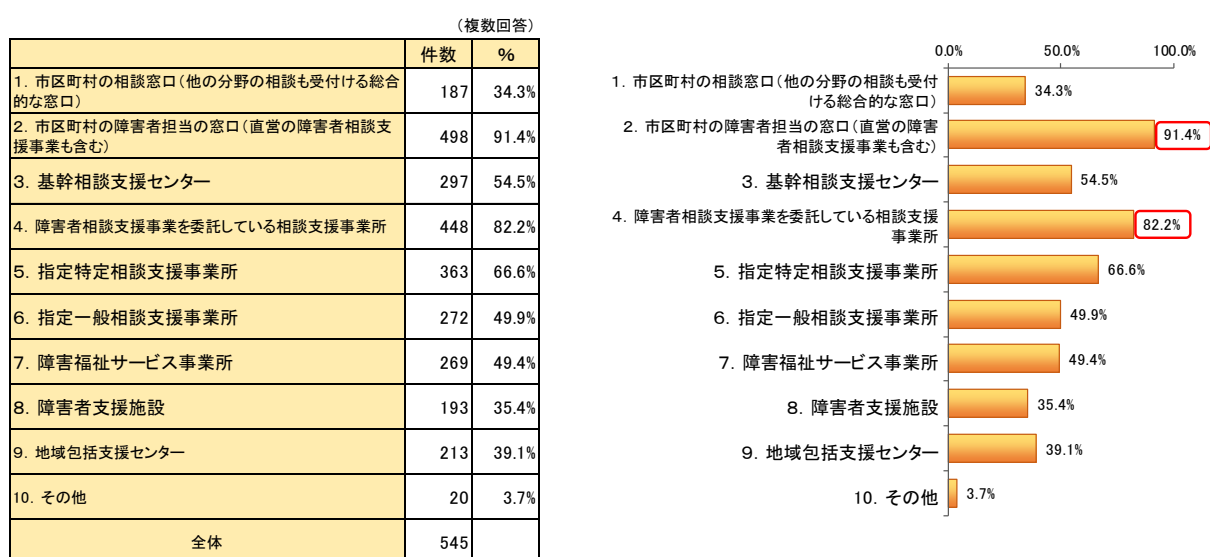 （複数回答）
件数 %
1．市区町村の相談窓口（他の分野の相談も受付ける総合
的な窓口）
187 34.3%
2．市区町村の障害者担当の窓口（直営の障害者相談支
援事業も含む）
498 91.4%
3．基幹相談支援センター 297 54.5%
4．障害者相談支援事業を委託している相談支援事業所 448 82.2%
5．指定特定相談支援事業所 363 66.6%
6．指定一般相談支援事業所 272 49.9%
7．障害福祉サービス事業所 269 49.4%
8．障害者支援施設 193 35.4%
9．地域包括支援センター 213 39.1%
10．その他 20 3.7%
全体 545
0.0% 50.0% 100.0%
1．市区町村の相談窓口（他の分野の相談も受付
ける総合的な窓口）
34.3%
2．市区町村の障害者担当の窓口（直営の障害
者相談支援事業も含む）
91.4%
3．基幹相談支援センター 54.5%
4．障害者相談支援事業を委託している相談支援
事業所
82.2%
5．指定特定相談支援事業所 66.6%
6．指定一般相談支援事業所 49.9%
7．障害福祉サービス事業所 49.4%
8．障害者支援施設 35.4%
9．地域包括支援センター 39.1%
10．その他 3.7%